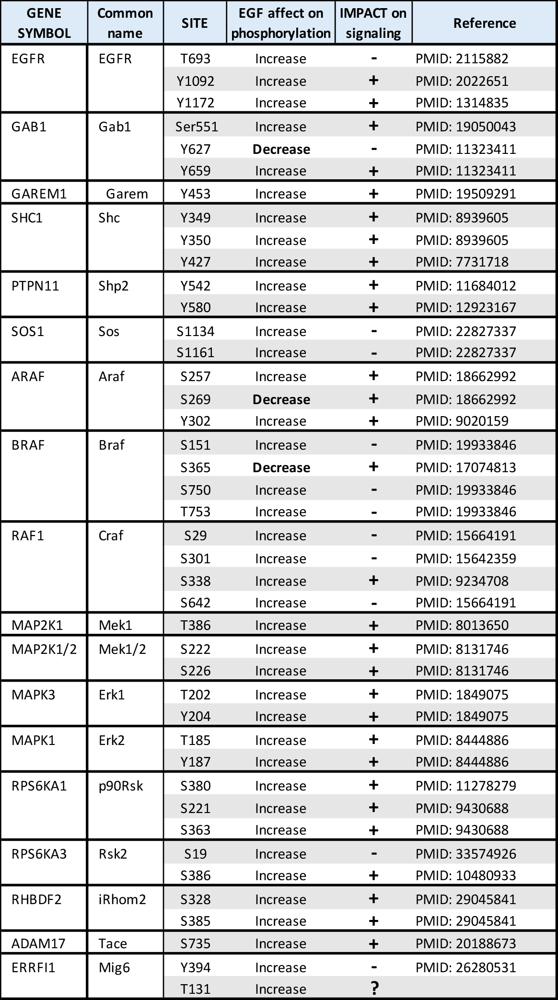 GENE SYMBOL Common name SITE EGF affect on phosphorylation IMPACT on signaling Reference
EGFR EGFR T693 Increase - PMID: 2115882
Y1092 Increase + PMID: 2022651
Y1172 Increase + PMID: 1314835
GAB1 Gab1 Ser551 Increase + PMID: 19050043
Y627 Decrease - PMID: 11323411
Y659 Increase + PMID: 11323411
GAREM1 Garem Y453 Increase + PMID: 19509291
SHC1 Shc Y349 Increase + PMID: 8939605
Y350 Increase + PMID: 8939605
Y427 Increase + PMID: 7731718
PTPN11 Shp2 Y542 Increase + PMID: 11684012
Y580 Increase + PMID: 12923167
SOS1 Sos S1134 Increase - PMID: 22827337
S1161 Increase - PMID: 22827337
ARAF Araf S257 Increase + PMID: 18662992
S269 Decrease + PMID: 18662992
Y302 Increase + PMID: 9020159
BRAF Braf S151 Increase - PMID: 19933846
S365 Decrease + PMID: 17074813
S750 Increase - PMID: 19933846
T753 Increase - PMID: 19933846
RAF1 Craf S29 Increase - PMID: 15664191
S301 Increase - PMID: 15642359
S338 Increase + PMID: 9234708
S642 Increase - PMID: 15664191
MAP2K1 Mek1 T386 Increase + PMID: 8013650
MAP2K1/2 Mek1/2 S222 Increase + PMID: 8131746
S226 Increase + PMID: 8131746
MAPK3 Erk1 T202 Increase + PMID: 1849075
Y204 Increase + PMID: 1849075
MAPK1 Erk2 T185 Increase + PMID: 8444886
Y187 Increase + PMID: 8444886
RPS6KA1 p90Rsk S380 Increase + PMID: 11278279
S221 Increase + PMID: 9430688
S363 Increase + PMID: 9430688
RPS6KA3 Rsk2 S19 Increase - PMID: 33574926
S386 Increase + PMID: 10480933
RHBDF2 iRhom2 S328 Increase + PMID: 29045841
S385 Increase + PMID: 29045841
ADAM17 Tace S735 Increase + PMID: 20188673
ERRFI1 Mig6 Y394 Increase - PMID: 26280531
T131 Increase ?